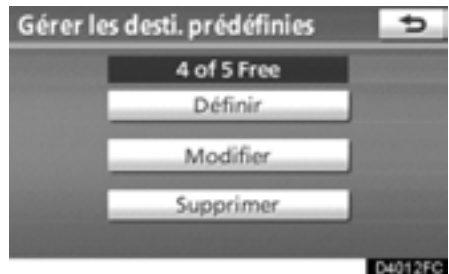 Gérer les desti. prédéfinies
4 of 5 Free
Définir
Modifier
Supprimer
D4012FC